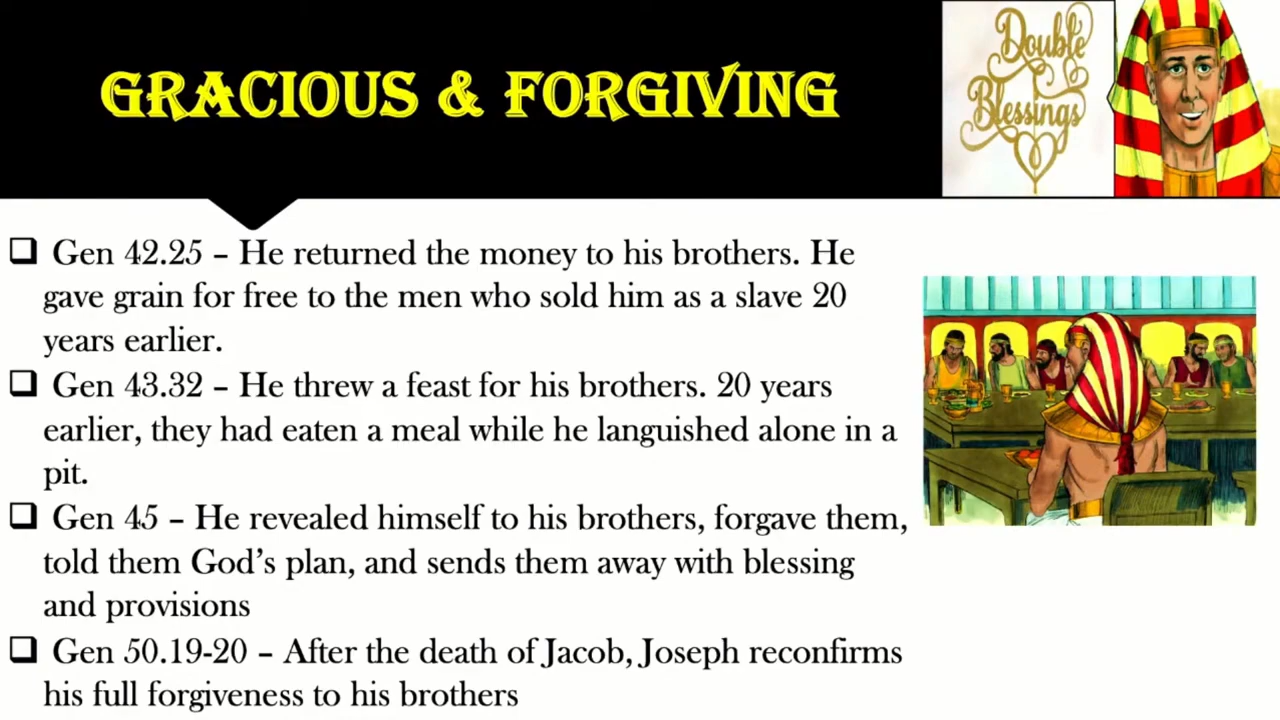 GRACIOUS & FORGIVING
Double
Blessings
❑ Gen 42.25 – He returned the money to his brothers. He
gave grain for free to the men who sold him as a slave 20
years earlier.
❑ Gen 43.32 – He threw a feast for his brothers. 20 years
earlier, they had eaten a meal while he languished alone in a
pit.
❑ Gen 45 – He revealed himself to his brothers, forgave them,
told them God's plan, and sends them away with blessing
and provisions
❑ Gen 50.19-20 – After the death of Jacob, Joseph reconfirms
his full forgiveness to his brothers